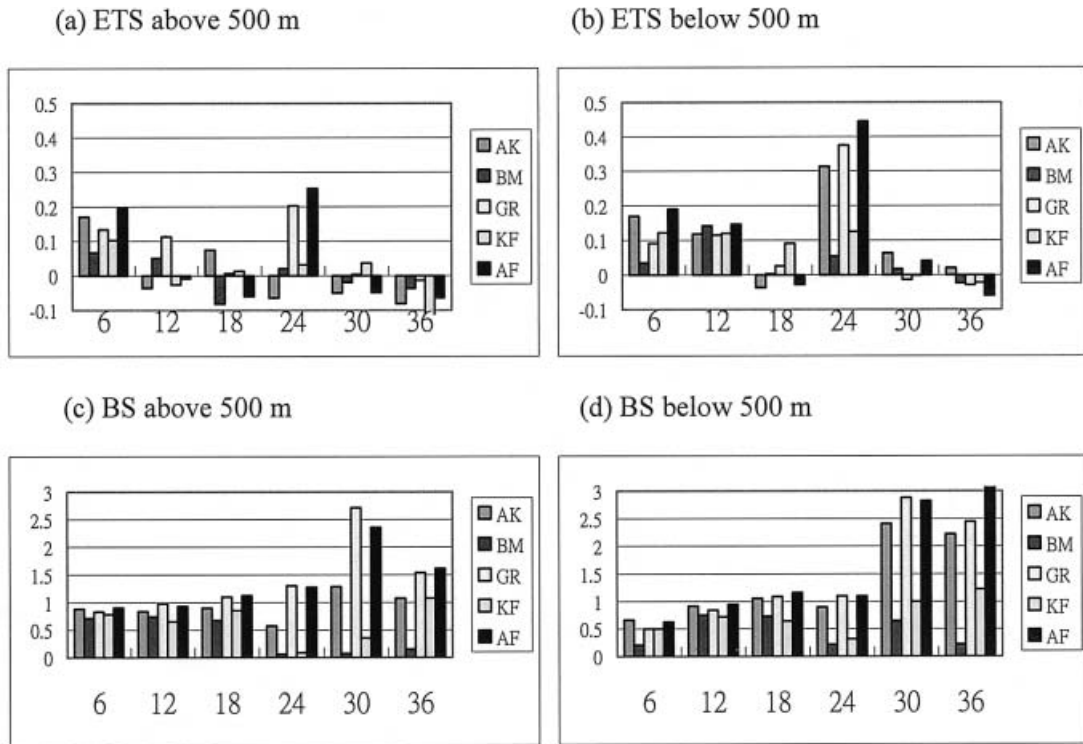 (a) ETS above 500 m
0.5
0.4
0.3
0.2
0.1
0
-0.1
6 12 18 24 30 36
AK
BM
GR
KF
AF
(b) ETS below 500 m
0.5
0.4
0.3
0.2
0.1
0
-0.1
6 12 18 24 30 36
AK
BM
GR
KF
AF
(c) BS above 500 m
3
2.5
2
1.5
1
0.5
0
6 12 18 24 30 36
AK
BM
GR
KF
AF
(d) BS below 500 m
3
2.5
2
1.5
1
0.5
0
6 12 18 24 30 36
AK
BM
GR
KF
AF